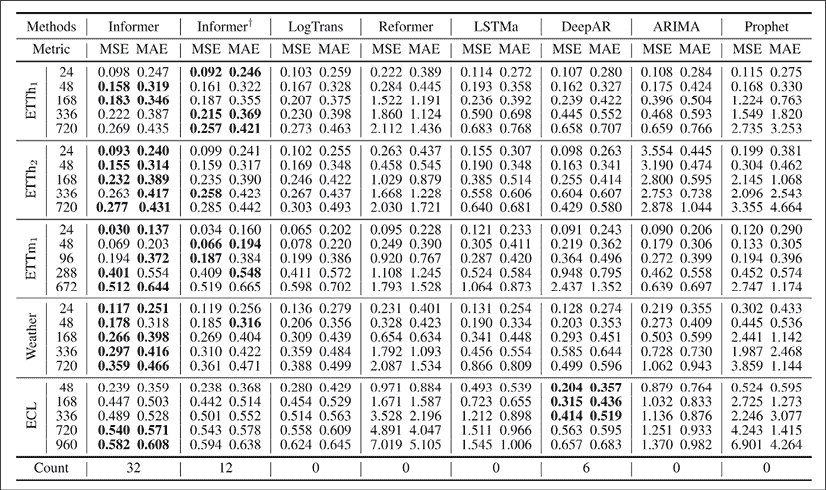 Methods Informer Informer† LogTrans Reformer LSTMa DeepAR ARIMA Prophet
Metric MSE MAE MSE MAE MSE MAE MSE MAE MSE MAE MSE MAE MSE MAE MSE MAE
ETTh1
24 0.098 0.247 0.092 0.246 0.103 0.259 0.222 0.389 0.114 0.272 0.107 0.280 0.108 0.284 0.115 0.275
48 0.158 0.319 0.161 0.322 0.167 0.328 0.284 0.445 0.193 0.358 0.162 0.327 0.175 0.424 0.168 0.330
168 0.183 0.346 0.187 0.355 0.207 0.375 1.522 1.191 0.236 0.392 0.239 0.422 0.396 0.504 1.224 0.763
336 0.222 0.387 0.215 0.369 0.230 0.398 1.860 1.124 0.590 0.698 0.445 0.552 0.468 0.593 1.549 1.820
720 0.269 0.435 0.257 0.421 0.273 0.463 2.112 1.436 0.683 0.768 0.658 0.707 0.659 0.766 2.735 3.253
ETTh2
24 0.093 0.240 0.099 0.241 0.102 0.255 0.263 0.437 0.155 0.307 0.098 0.263 3.554 0.445 0.199 0.381
48 0.155 0.314 0.159 0.317 0.169 0.348 0.458 0.545 0.190 0.348 0.163 0.341 3.190 0.474 0.304 0.462
168 0.232 0.389 0.235 0.390 0.246 0.422 1.029 0.879 0.385 0.514 0.255 0.414 2.800 0.595 2.145 1.068
336 0.263 0.417 0.258 0.423 0.267 0.437 1.668 1.228 0.558 0.606 0.604 0.607 2.753 0.738 2.096 2.543
720 0.277 0.431 0.285 0.442 0.303 0.493 2.030 1.721 0.640 0.681 0.429 0.580 2.878 1.044 3.355 4.664
ETTm1
24 0.030 0.137 0.034 0.160 0.065 0.202 0.095 0.228 0.121 0.233 0.091 0.243 0.090 0.206 0.120 0.290
48 0.069 0.203 0.066 0.194 0.078 0.220 0.249 0.390 0.305 0.411 0.219 0.362 0.179 0.306 0.133 0.305
96 0.194 0.372 0.187 0.384 0.199 0.386 0.920 0.767 0.287 0.420 0.364 0.496 0.272 0.399 0.194 0.396
288 0.401 0.554 0.409 0.548 0.411 0.572 1.108 1.245 0.524 0.584 0.948 0.795 0.462 0.558 0.452 0.574
672 0.512 0.644 0.519 0.665 0.598 0.702 1.793 1.528 1.064 0.873 2.437 1.352 0.639 0.697 2.747 1.174
Weather
24 0.117 0.251 0.119 0.256 0.136 0.279 0.231 0.401 0.131 0.254 0.128 0.274 0.219 0.355 0.302 0.433
48 0.178 0.318 0.185 0.316 0.206 0.356 0.328 0.423 0.190 0.334 0.203 0.353 0.273 0.409 0.445 0.536
168 0.266 0.398 0.269 0.404 0.309 0.439 0.654 0.634 0.341 0.448 0.293 0.451 0.503 0.599 2.441 1.142
336 0.297 0.416 0.310 0.422 0.359 0.484 1.792 1.093 0.456 0.554 0.585 0.644 0.728 0.730 1.987 2.468
720 0.359 0.466 0.361 0.471 0.388 0.499 2.087 1.534 0.866 0.809 0.499 0.596 1.062 0.943 3.859 1.144
ECL
48 0.239 0.359 0.238 0.368 0.280 0.429 0.971 0.884 0.493 0.539 0.204 0.357 0.879 0.764 0.524 0.595
168 0.447 0.503 0.442 0.514 0.454 0.529 1.671 1.587 0.723 0.655 0.315 0.436 1.032 0.833 2.725 1.273
336 0.489 0.528 0.501 0.552 0.514 0.563 3.528 2.196 1.212 0.898 0.414 0.519 1.136 0.876 2.246 3.077
720 0.540 0.571 0.543 0.578 0.558 0.609 4.891 4.047 1.511 0.966 0.563 0.595 1.251 0.933 4.243 1.415
960 0.582 0.608 0.594 0.638 0.624 0.645 7.019 5.105 1.545 1.006 0.657 0.683 1.370 0.982 6.901 4.264
Count 32 12 0 0 0 6 0 0